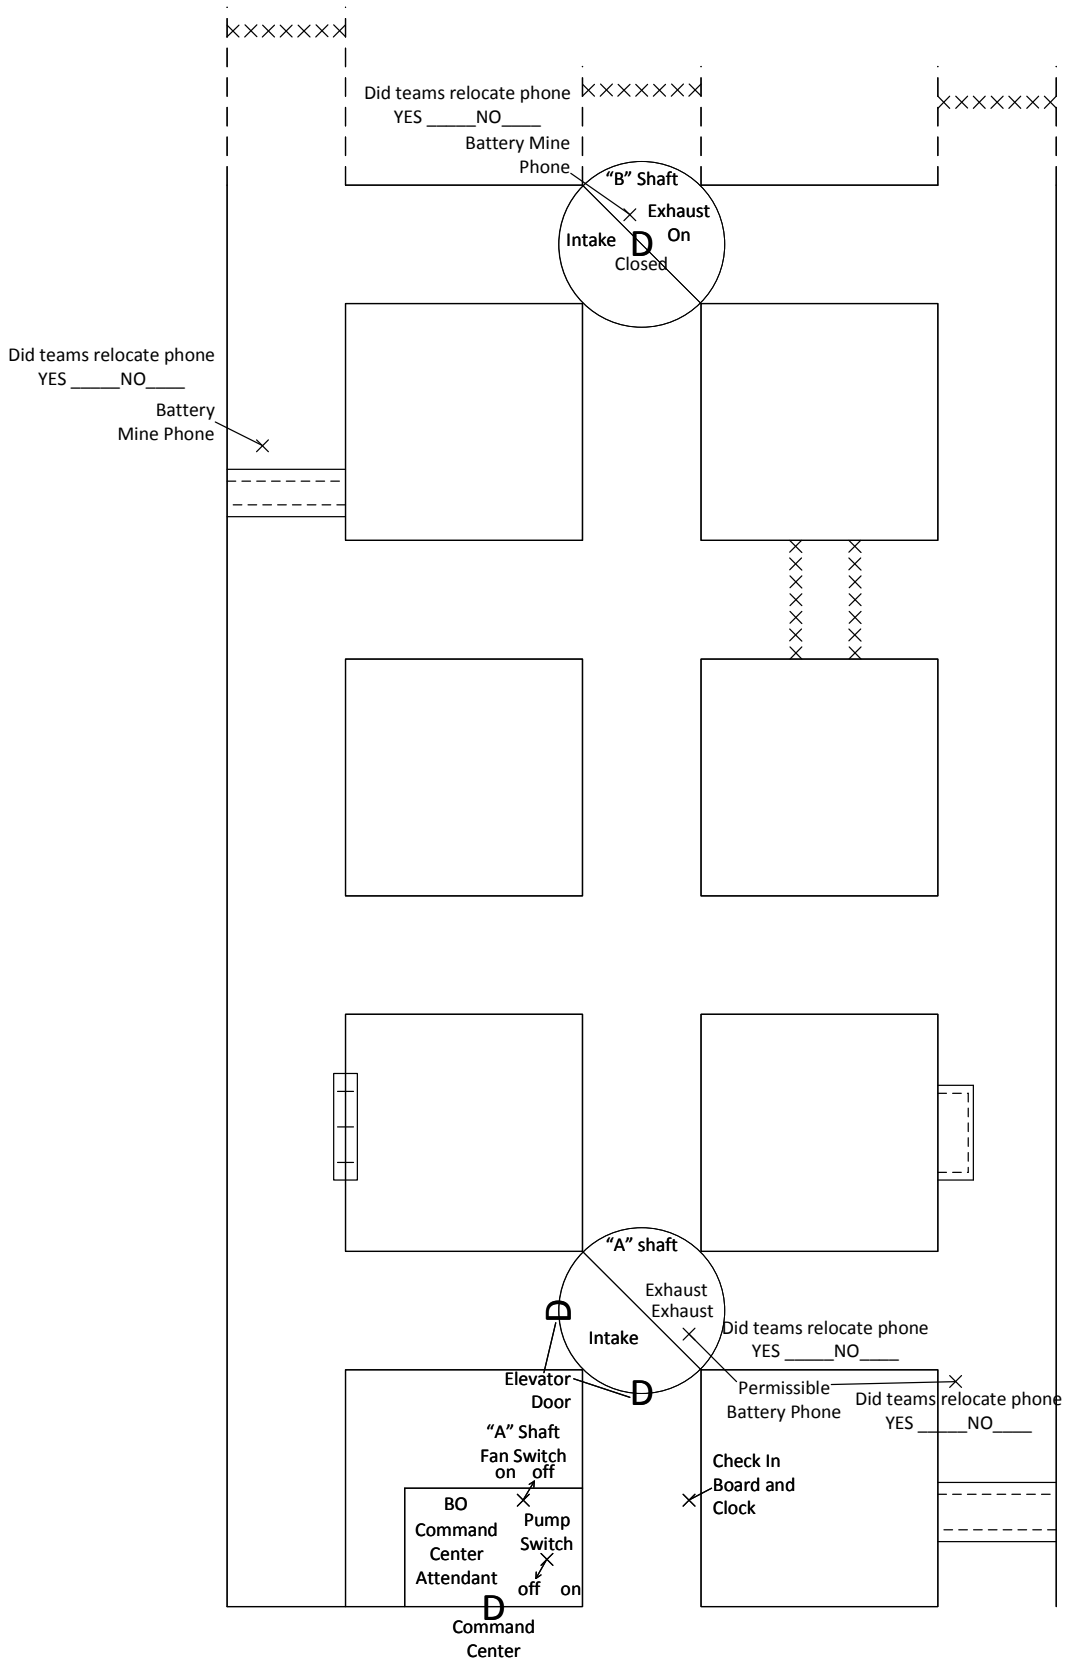 Did teams relocate phone
YES _____NO____
Battery Mine
Phone
“B” Shaft
Exhaust
On
Intake
D
Closed
Did teams relocate phone
YES _____NO____
Battery
Mine Phone
“A” shaft
Exhaust
Exhaust
D
Intake
Did teams relocate phone
YES _____NO____
Elevator
Door
D
Permissible
Battery Phone
Did teams relocate phone
YES _____NO____
“A” Shaft
Fan Switch
on off
Check In
Board and
Clock
BO
Command
Center
Attendant
Pump
Switch
off on
D
Command
Center